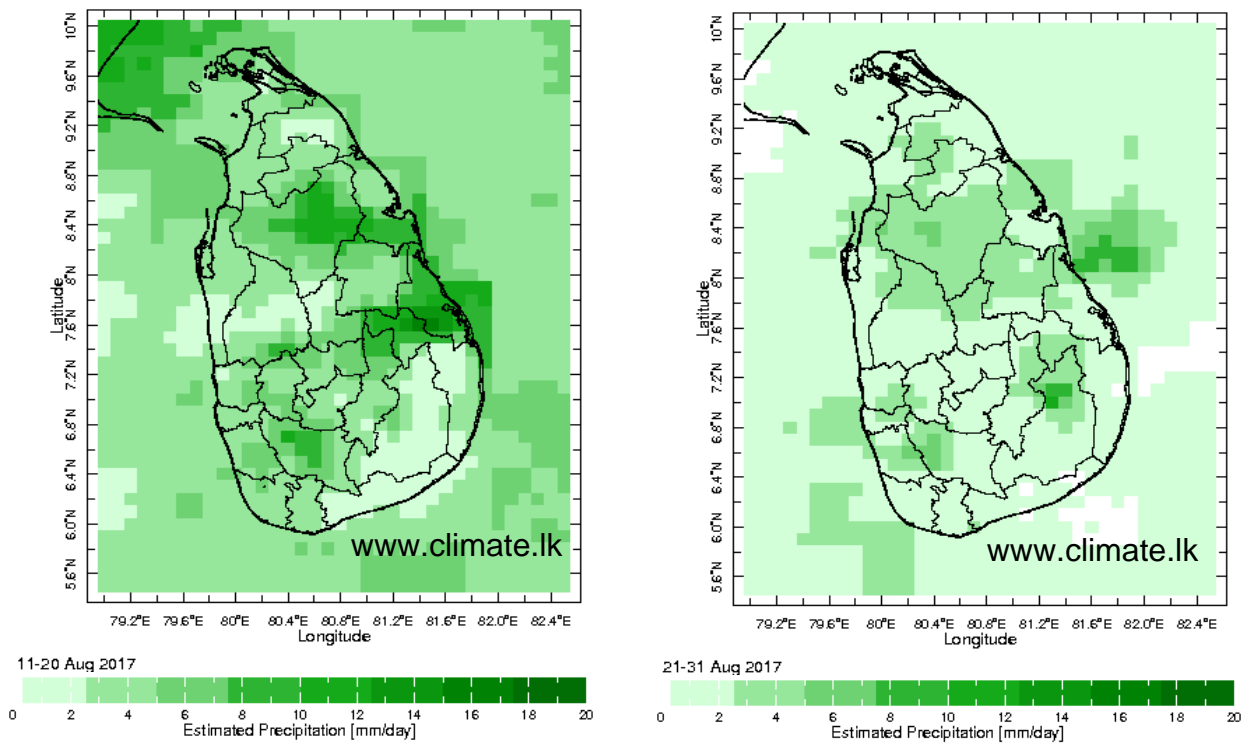 10°N
9.6°N
9.2°N
8.8°N
8.4°N
8°N
7.6°N
7.2°N
6.8°N
6.4°N
6.0°N
5.6°N
Latitude
www.climate.lk
79.2°E 79.6°E 80°E 80.4°E 80.8°E 81.2°E 81.6°E 82.0°E 82.4°E
Longitude
11-20 Aug 2017
0 2 4 6 8 10 12 14 16 18 20
Estimated Precipitation [mm/day]
10°N
9.6°N
9.2°N
8.8°N
8.4°N
8°N
7.6°N
7.2°N
6.8°N
6.4°N
6.0°N
5.6°N
Latitude
www.climate.lk
79.2°E 79.6°E 80°E 80.4°E 80.8°E 81.2°E 81.6°E 82.0°E 82.4°E
Longitude
21-31 Aug 2017
0 2 4 6 8 10 12 14 16 18 20
Estimated Precipitation [mm/day]